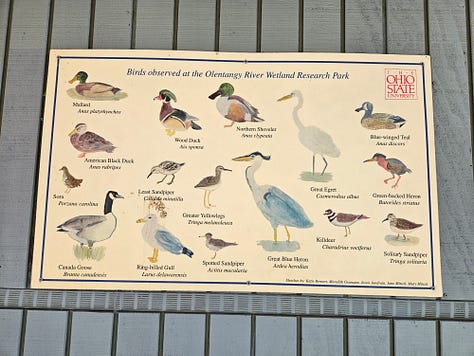 Birds observed at the Olentangy River Wetland Research Park
THE
OHIO
STATE
UNIVERSITY
Mallard
Anas platyrhynchos
Wood Duck
Aix sponsa
Northern Shoveler
Anas clypeata
Blue-winged Teal
Anas discors
American Black Duck
Anas rubripes
Great Egret
Casmerodius albus
Green-backed Heron
Butorides striatus
Sora
Porzana carolina
Least Sandpiper
Calidris minutilla
Greater Yellowlegs
Tringa melanoleuca
Killdeer
Charadrius vociferus
Solitary Sandpiper
Tringa solitaria
Canada Goose
Branta canadensis
Ring-billed Gull
Larus delawarensis
Spotted Sandpiper
Actitis macularia
Great Blue Heron
Ardea herodias